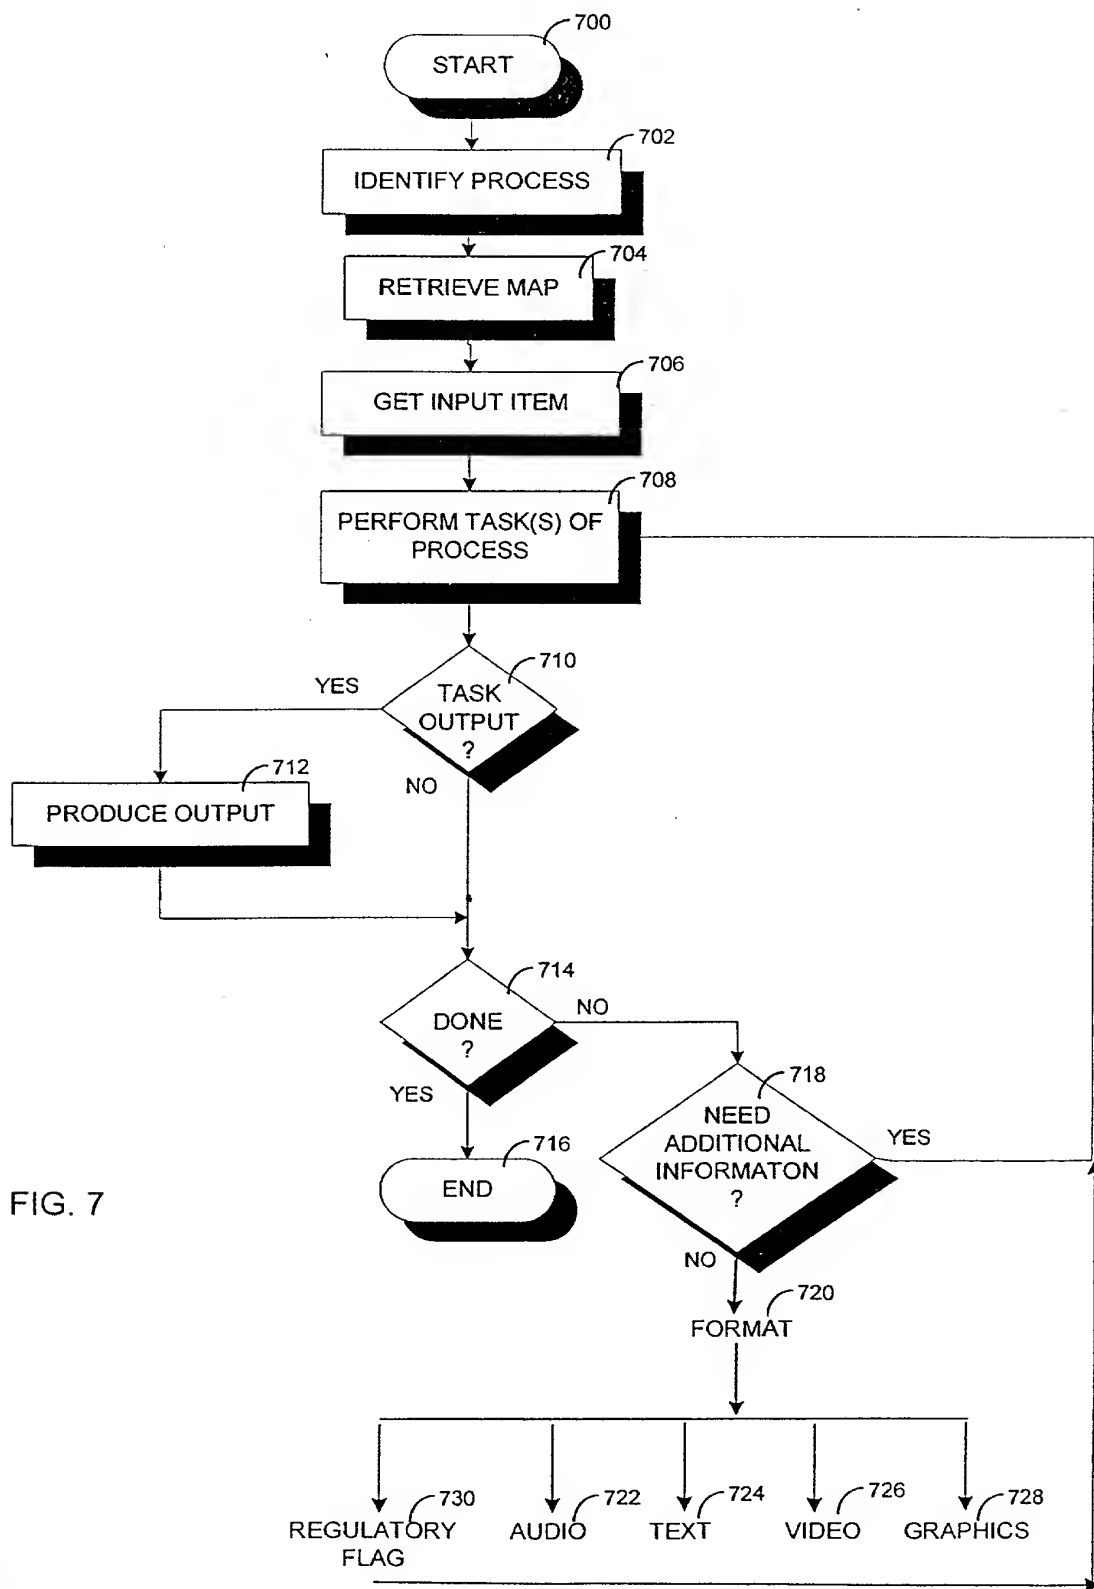 700
START
702
IDENTIFY PROCESS
704
RETRIEVE MAP
706
GET INPUT ITEM
708
PERFORM TASK(S) OF
PROCESS
710
YES
TASK
OUTPUT
?
NO
712
PRODUCE OUTPUT
714
NO
DONE
?
YES
718
NEED
ADDITIONAL
INFORMATON
?
YES
NO
716
END
FIG. 7
720
FORMAT
730
REGULATORY
FLAG
722
AUDIO
724
TEXT
726
VIDEO
728
GRAPHICS